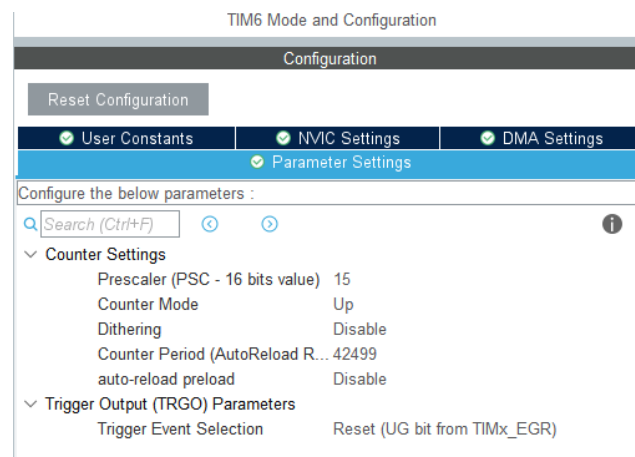 TIM6 Mode and Configuration
Configuration
Reset Configuration
User Constants NVIC Settings DMA Settings
Parameter Settings
Configure the below parameters :
Search (Ctrl+F)
Counter Settings
Prescaler (PSC - 16 bits value) 15
Counter Mode Up
Dithering Disable
Counter Period (AutoReload R... 42499
auto-reload preload Disable
Trigger Output (TRGO) Parameters
Trigger Event Selection Reset (UG bit from TIMx_EGR)